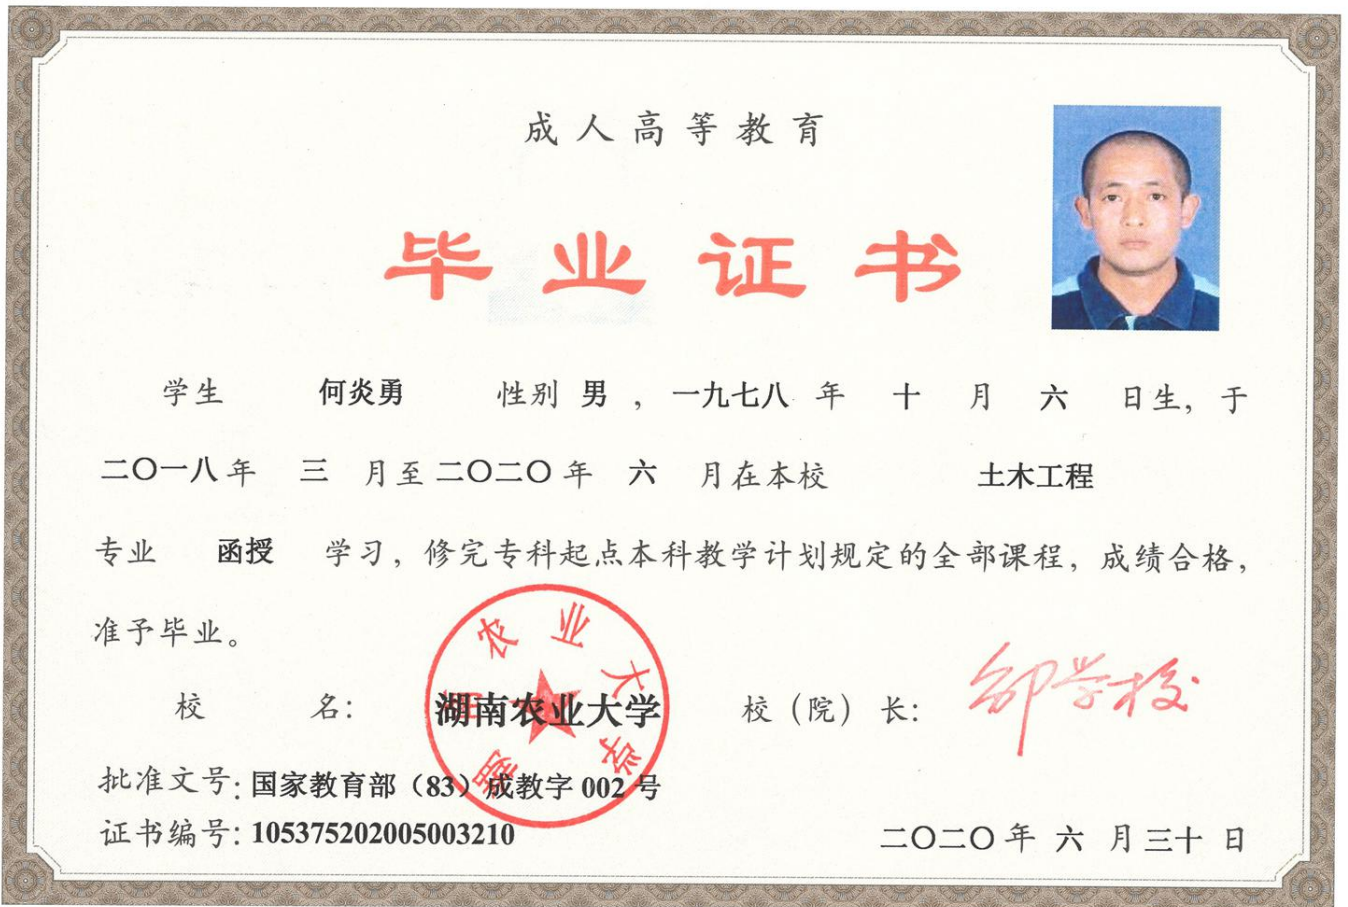 成人高等教育
毕业证书
学生 何炎勇 性别 男 ，一九七八 年 十 月 六 日生，于
二〇一八年 三 月至二〇二〇年 六 月在本校 土木工程
专业 函授 学习，修完专科起点本科教学计划规定的全部课程，成绩合格，
准予毕业。
校 名：湖南农业大学 校（院）长：邹学校
湖南农业大学
批准文号：国家教育部（83）成教字 002 号
证书编号：105375202005003210
二〇二〇年 六 月三十 日